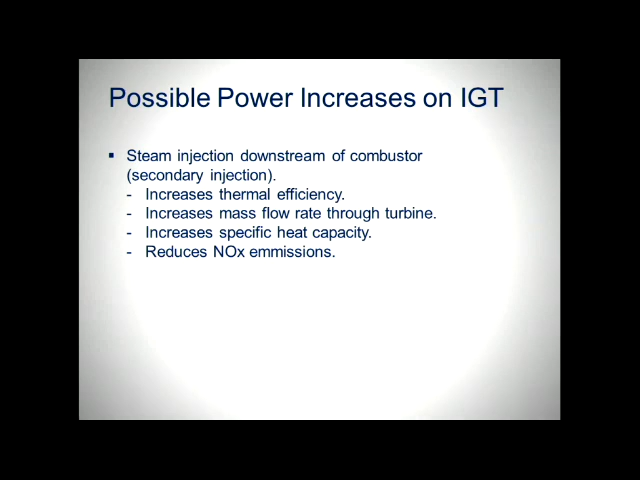 Possible Power Increases on IGT
▪ Steam injection downstream of combustor
(secondary injection).
- Increases thermal efficiency.
- Increases mass flow rate through turbine.
- Increases specific heat capacity.
- Reduces NOx emmissions.